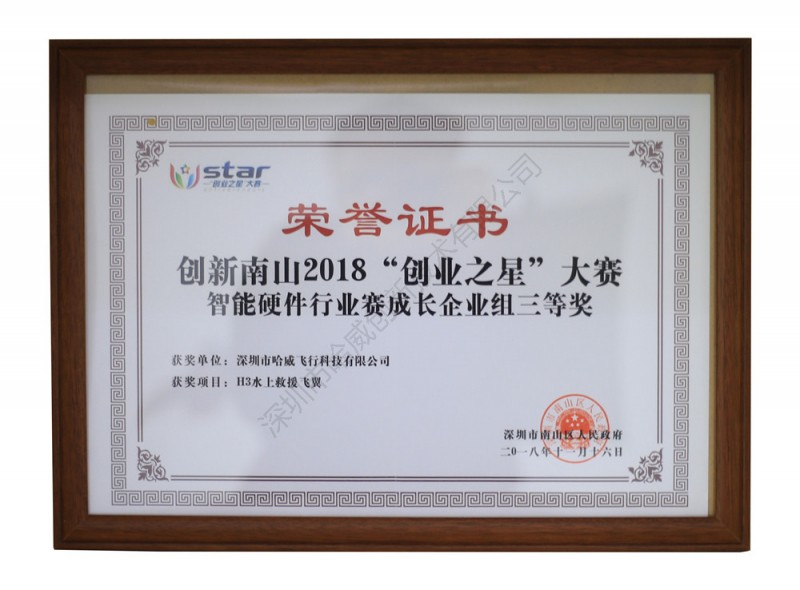 star
创业之星 大赛
荣誉证书
创新南山2018“创业之星”大赛
智能硬件行业赛成长企业组三等奖
获奖单位：深圳市哈威飞行科技有限公司
获奖项目：H3水上救援飞翼
深圳市南山区人民政府
二〇一八年十一月十六日